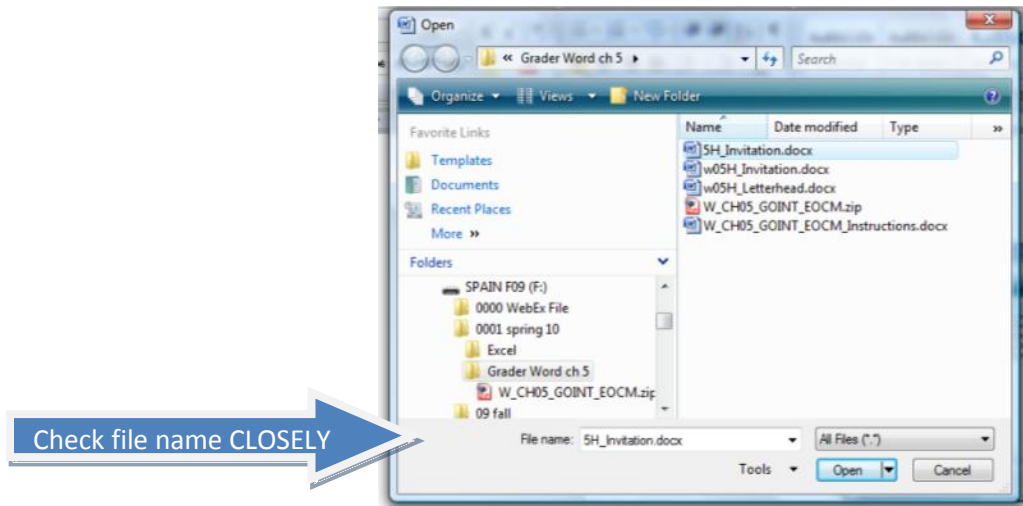 Open
« Grader Word ch 5
Search
Organize Views New Folder
Favorite Links
Templates
Documents
Recent Places
More »
Folders
SPAIN F09 (F:)
0000 WebEx File
0001 spring 10
Excel
Grader Word ch 5
W_CH05_GOINT_EOCM.zip
09 fall
Name Date modified Type »
5H_Invitation.docx
w05H_Invitation.docx
w05H_Letterhead.docx
W_CH05_GOINT_EOCM.zip
W_CH05_GOINT_EOCM_Instructions.docx
Check file name CLOSELY
File name: 5H_Invitation.docx All Files (*.*)
Tools Open Cancel